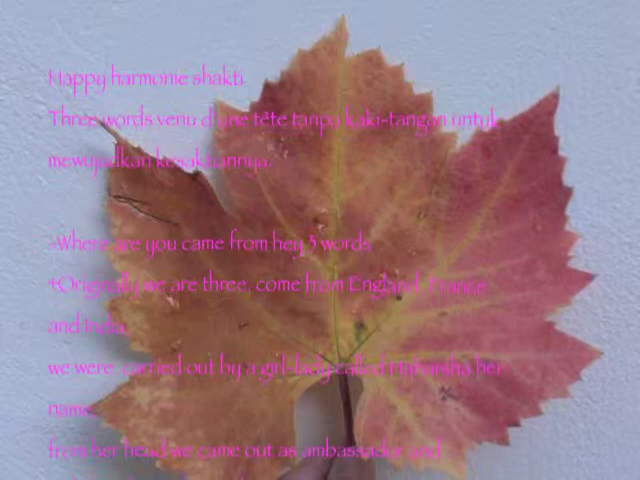 Happy harmonie shakti.
Three words venu d'une tête tanpa kaki-tangan untuk
mewujudkan kesaktiannya.
-Where are you came from hey 3 words
+Originally we are three, come from England, France
and India.
we were carried out by a girl-lady called her
name.
from her head we came out as ambassador and